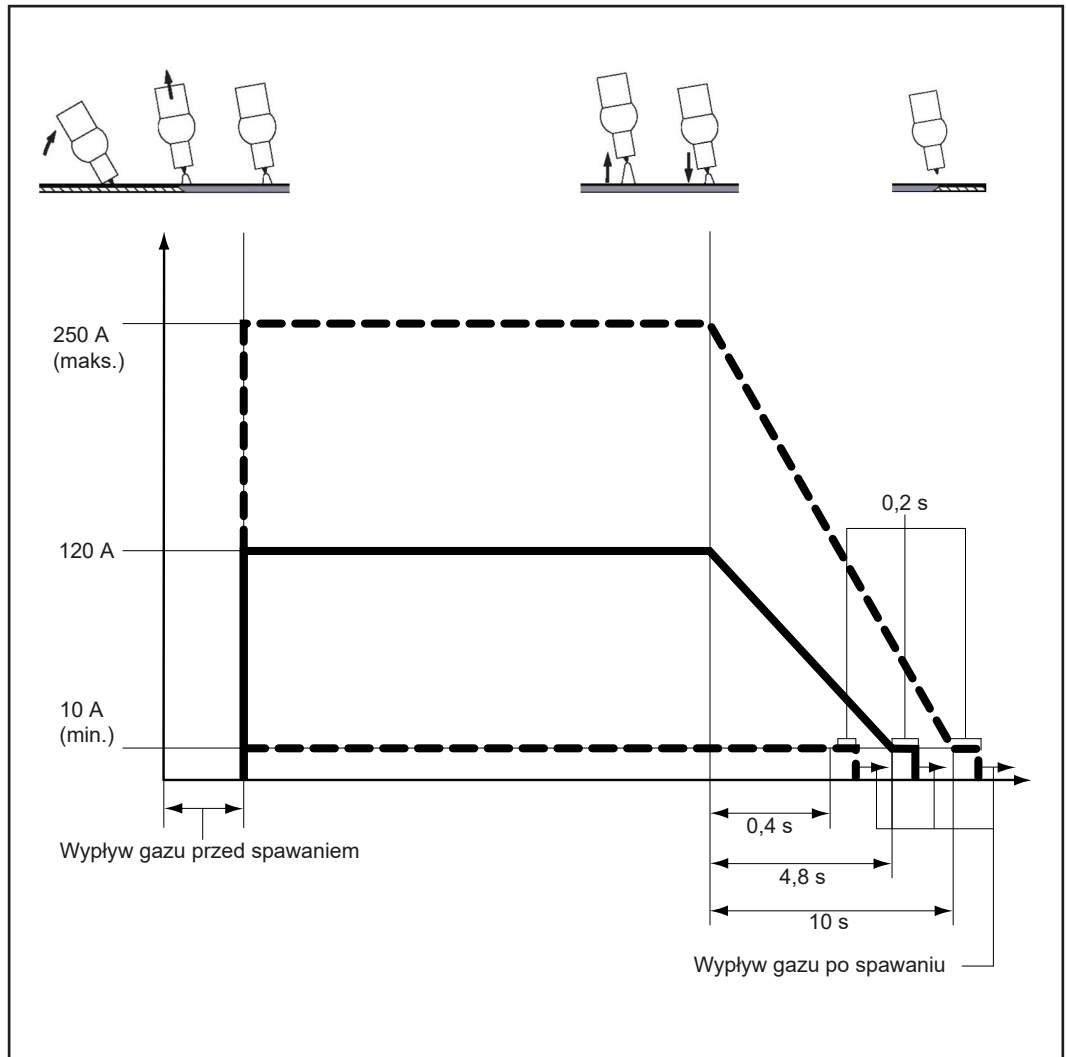 250 A
(maks.)
0,2 s
120 A
10 A
(min.)
0,4 s
Wypływ gazu przed spawaniem
4,8 s
10 s
Wypływ gazu po spawaniu